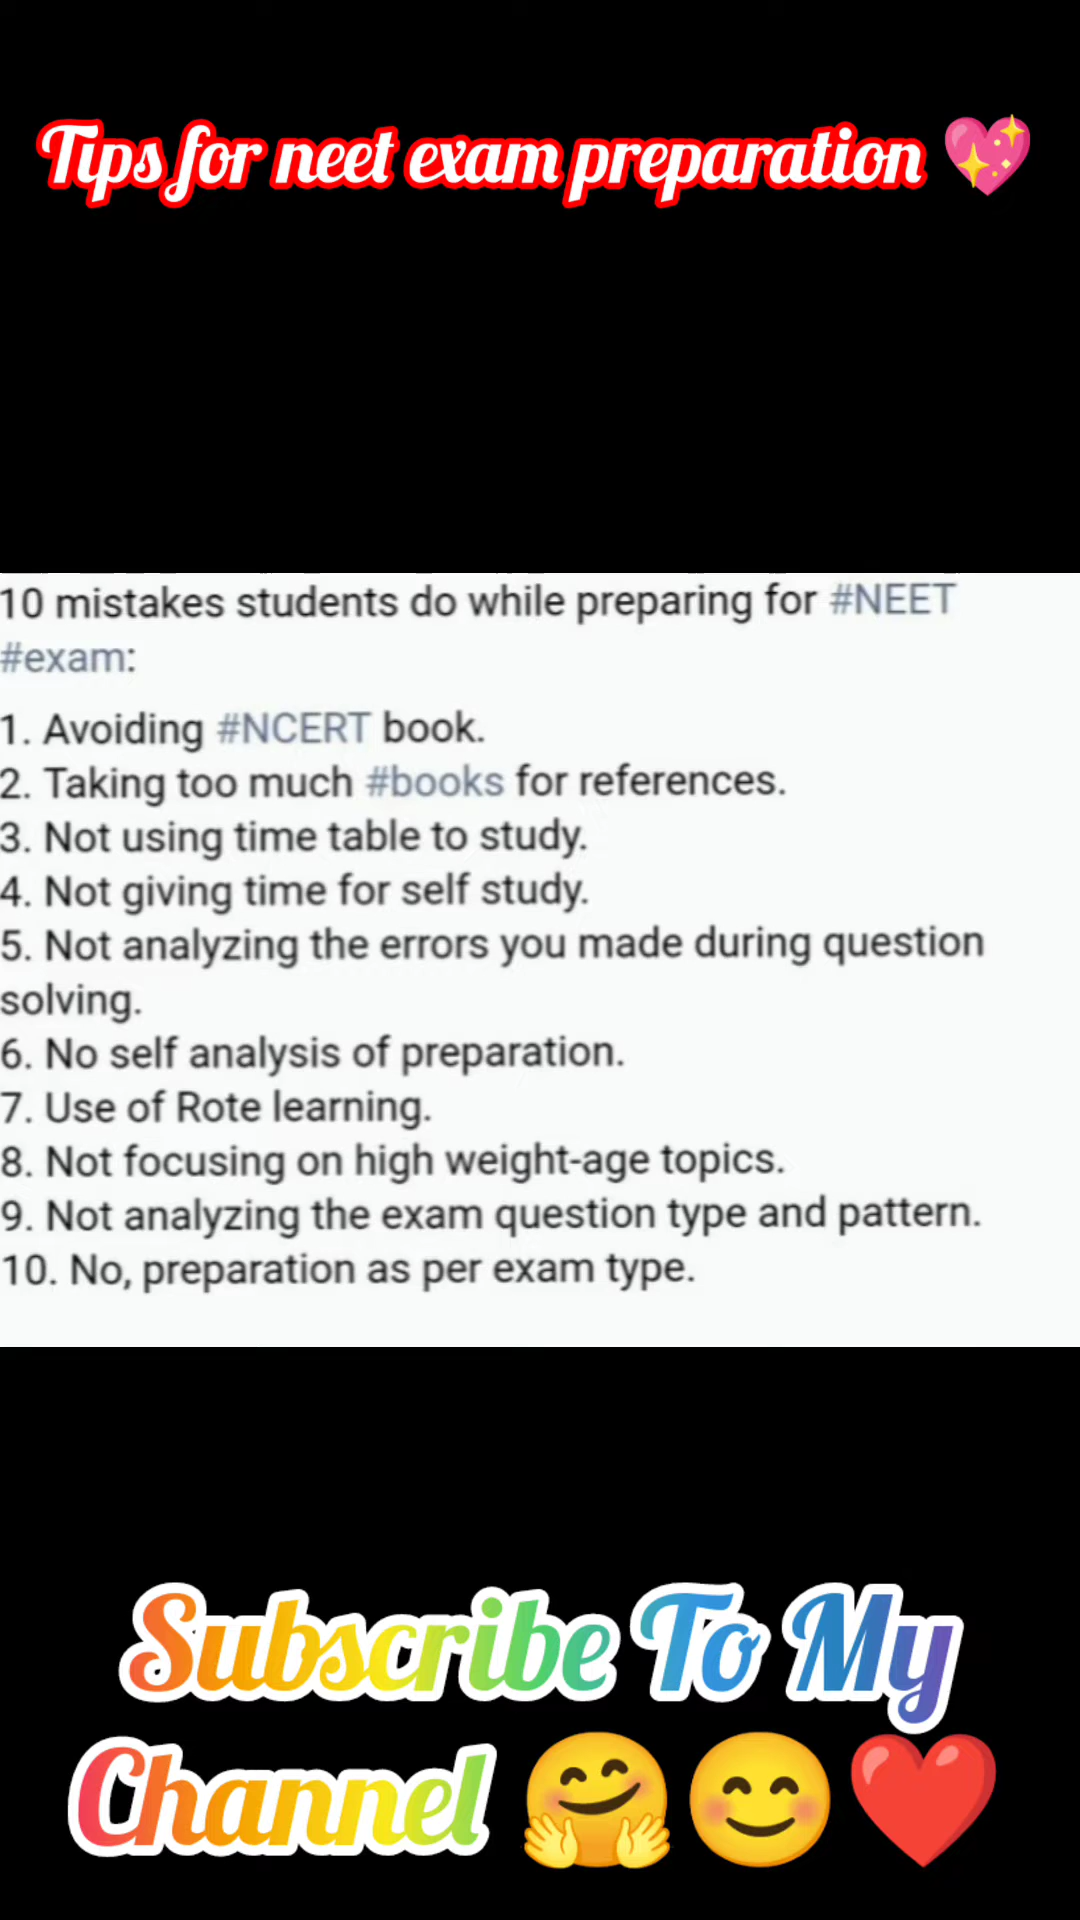 Tips for neet exam preparation 💖
10 mistakes students do while preparing for #NEET
#exam:
1. Avoiding #NCERT book.
2. Taking too much #books for references.
3. Not using time table to study.
4. Not giving time for self study.
5. Not analyzing the errors you made during question
solving.
6. No self analysis of preparation.
7. Use of Rote learning.
8. Not focusing on high weight-age topics.
9. Not analyzing the exam question type and pattern.
10. No, preparation as per exam type.
Subscribe To My
Channel 🤗😊❤️